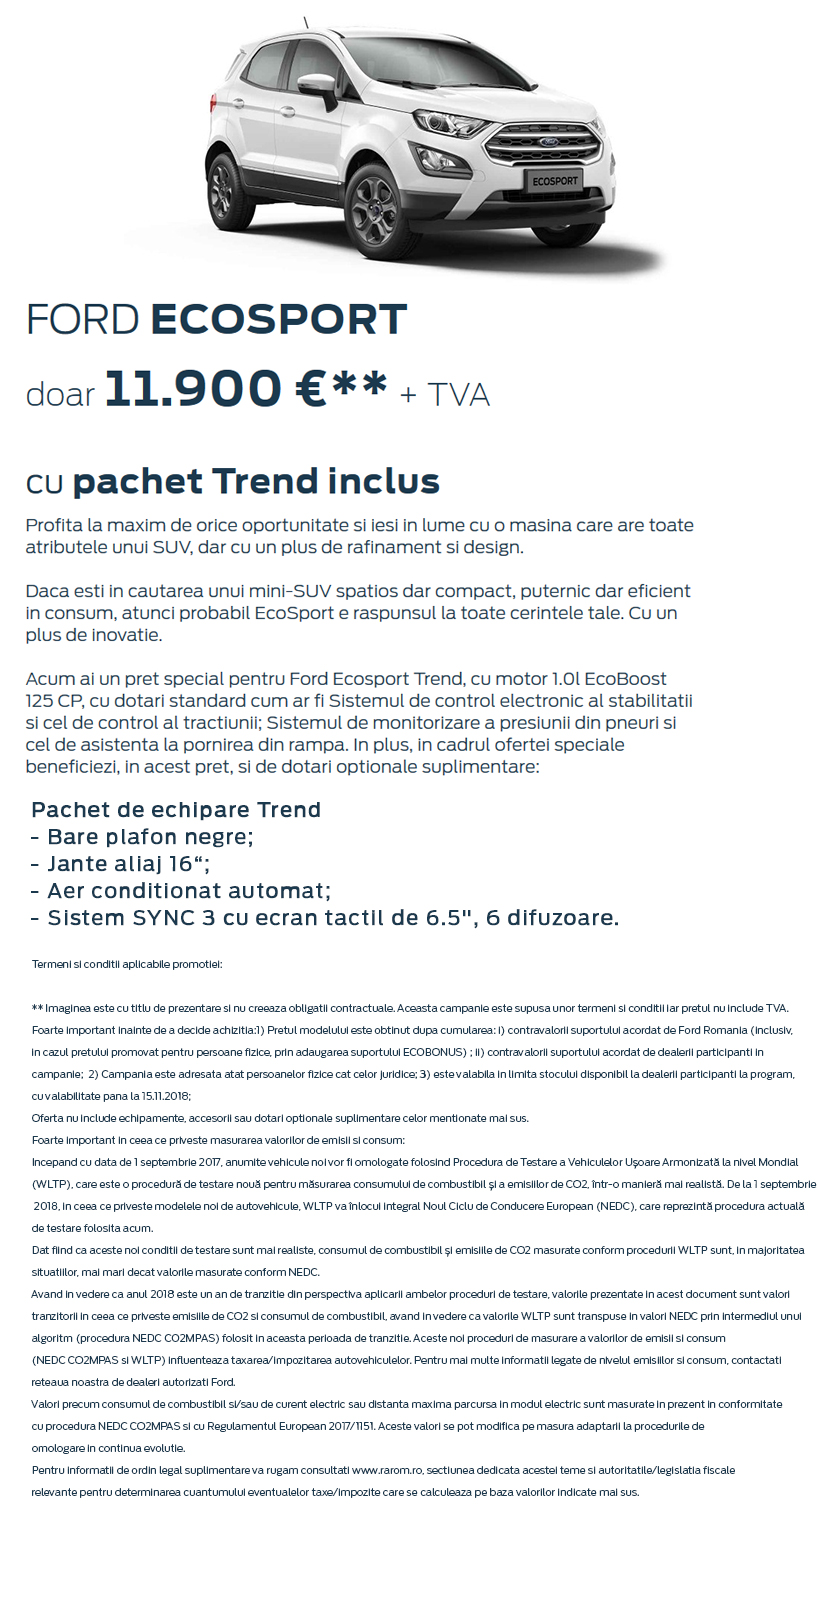 Ford
ECOSPORT
FORD ECOSPORT
doar 11.900 €** + TVA
cu pachet Trend inclus
Profita la maxim de orice oportunitate si iesi in lume cu o masina care are toate
atributele unui SUV, dar cu un plus de rafinament si design.
Daca esti in cautarea unui mini-SUV spatios dar compact, puternic dar eficient
in consum, atunci probabil EcoSport e raspunsul la toate cerintele tale. Cu un
plus de inovatie.
Acum ai un pret special pentru Ford Ecosport Trend, cu motor 1.0l EcoBoost
125 CP, cu dotari standard cum ar fi Sistemul de control electronic al stabilitatii
si cel de control al tractiunii; Sistemul de monitorizare a presiunii din pneuri si
cel de asistenta la pornirea din rampa. In plus, in cadrul ofertei speciale
beneficiezi, in acest pret, si de dotari optionale suplimentare:
Pachet de echipare Trend
- Bare plafon negre;
- Jante aliaj 16“;
- Aer conditionat automat;
- Sistem SYNC 3 cu ecran tactil de 6.5", 6 difuzoare.
Termeni si conditii aplicabile promotiei:
** Imaginea este cu titlu de prezentare si nu creeaza obligatii contractuale. Aceasta campanie este supusa unor termeni si conditii iar pretul nu include TVA.
Foarte important inainte de a decide achizitia:1) Pretul modelului este obtinut dupa cumularea: i) contravalorii suportului acordat de Ford Romania (inclusiv,
in cazul pretului promovat pentru persoane fizice, prin adaugarea suportului ECOBONUS) ; ii) contravalorii suportului acordat de dealerii participanti in
campanie; 2) Campania este adresata atat persoanelor fizice cat celor juridice; 3) este valabila in limita stocului disponibil la dealerii participanti la program,
cu valabilitate pana la 15.11.2018;
Oferta nu include echipamente, accesorii sau dotari optionale suplimentare celor mentionate mai sus.
Foarte important in ceea ce priveste masurarea valorilor de emisii si consum:
Incepand cu data de 1 septembrie 2017, anumite vehicule noi vor fi omologate folosind Procedura de Testare a Vehiculelor Uşoare Armonizată la nivel Mondial
(WLTP), care este o procedură de testare nouă pentru măsurarea consumului de combustibil şi a emisiilor de CO2, într-o manieră mai realistă. De la 1 septembrie
2018, in ceea ce priveste modelele noi de autovehicule, WLTP va înlocui integral Noul Ciclu de Conducere European (NEDC), care reprezintă procedura actuală
de testare folosita acum.
Dat fiind ca aceste noi conditii de testare sunt mai realiste, consumul de combustibil şi emisiile de CO2 masurate conform procedurii WLTP sunt, in majoritatea
situatiilor, mai mari decat valorile masurate conform NEDC.
Avand in vedere ca anul 2018 este un an de tranzitie din perspectiva aplicarii ambelor proceduri de testare, valorile prezentate in acest document sunt valori
tranzitorii in ceea ce priveste emisiile de CO2 si consumul de combustibil, avand in vedere ca valorile WLTP sunt transpuse in valori NEDC prin intermediul unui
algoritm (procedura NEDC CO2MPAS) folosit in aceasta perioada de tranzitie. Aceste noi proceduri de masurare a valorilor de emisii si consum
(NEDC CO2MPAS si WLTP) influenteaza taxarea/impozitarea autovehiculelor. Pentru mai multe informatii legate de nivelul emisiilor si consum, contactati
reteaua noastra de dealeri autorizati Ford.
Valori precum consumul de combustibil si/sau de curent electric sau distanta maxima parcursa in modul electric sunt masurate in prezent in conformitate
cu procedura NEDC CO2MPAS si cu Regulamentul European 2017/1151. Aceste valori se pot modifica pe masura adaptarii la procedurile de
omologare in continua evolutie.
Pentru informatii de ordin legal suplimentare va rugam consultati www.rarom.ro, sectiunea dedicata acestei teme si autoritatile/legislatia fiscale
relevante pentru determinarea cuantumului eventualelor taxe/impozite care se calculeaza pe baza valorilor indicate mai sus.